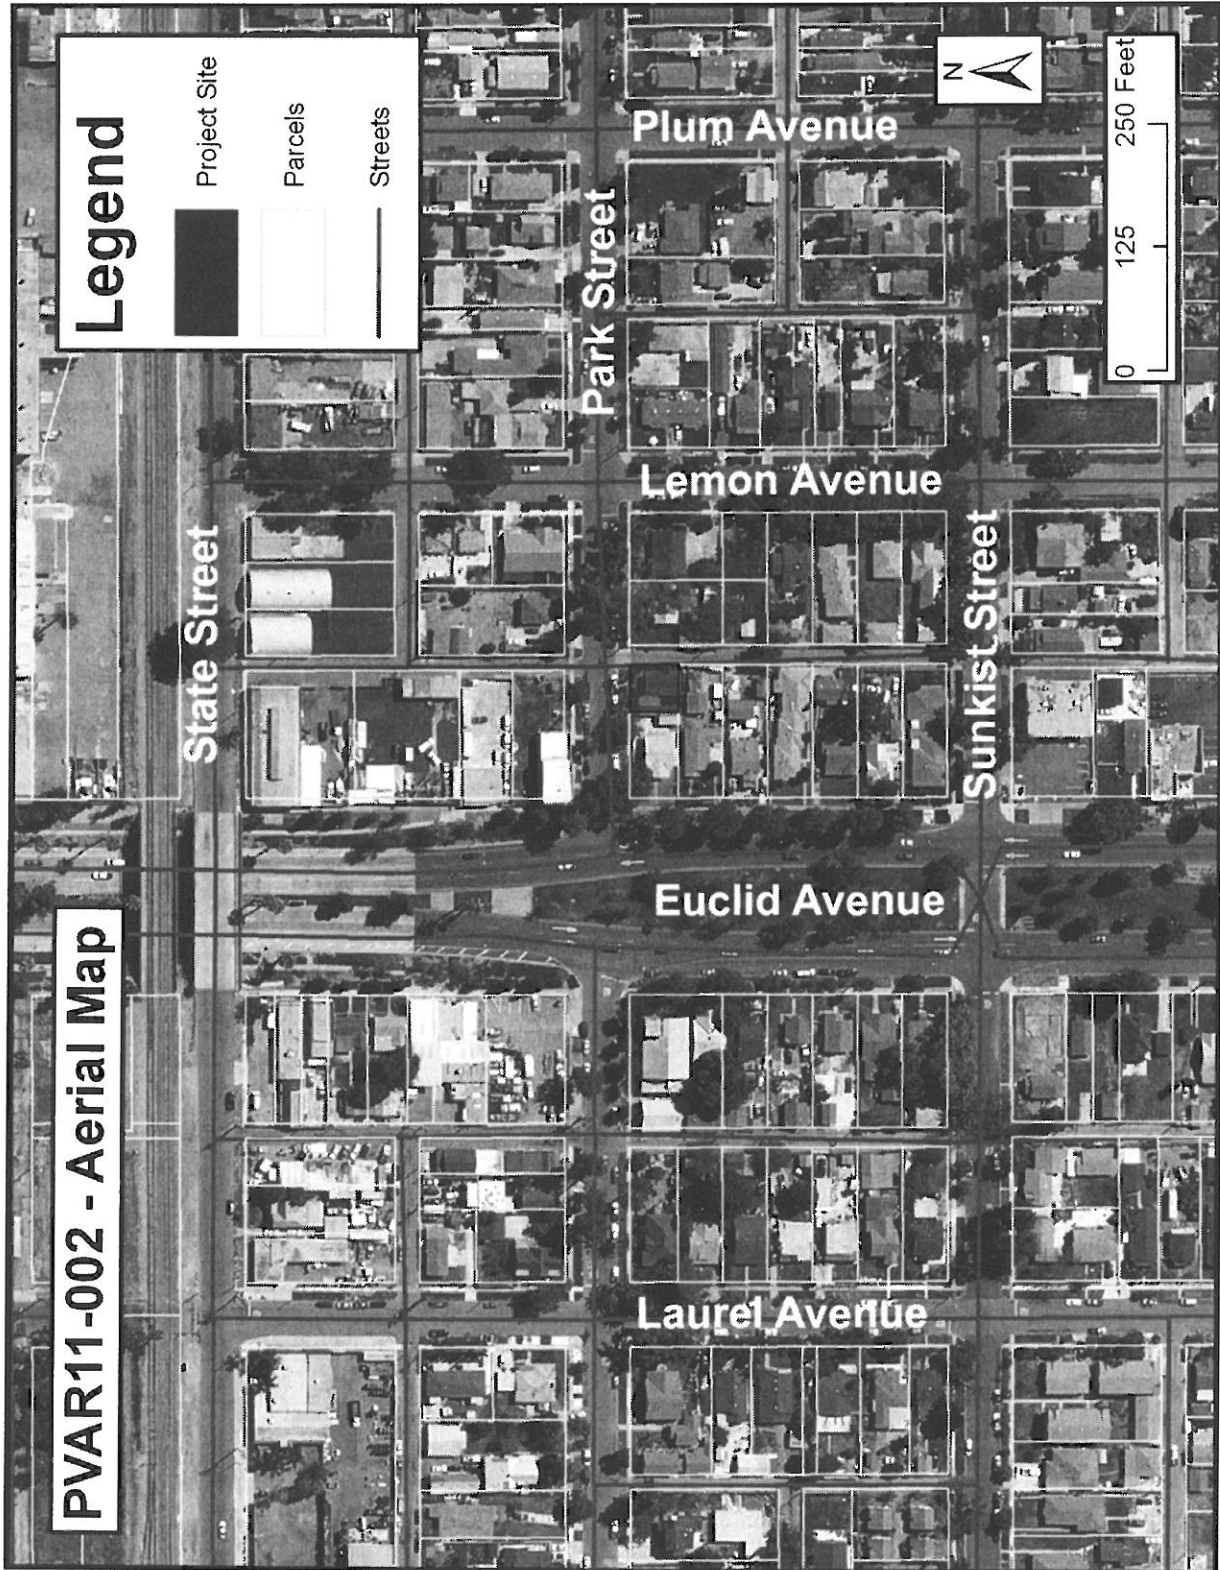 PVAR11-002 - Aerial Map
Legend
Project Site
Parcels
Streets
State Street
Park Street
Sunkist Street
Plum Avenue
Lemon Avenue
Euclid Avenue
Laurel Avenue
N
0 125 250 Feet